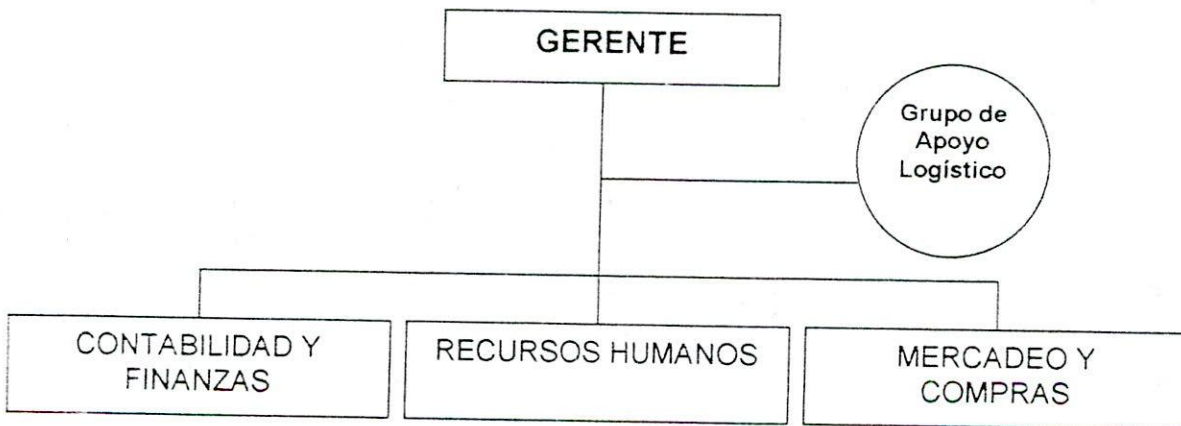 GERENTE
Grupo de
Apoyo
Logístico
CONTABILIDAD Y
FINANZAS
RECURSOS HUMANOS
MERCADEO Y
COMPRAS